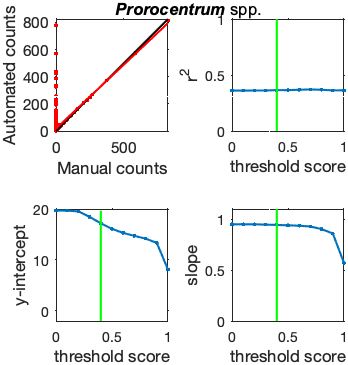 Prorocentrum spp.
Automated counts
800
600
400
200
0
0
500
Manual counts
r2
1
0.5
0
0
0.5
1
threshold score
y-intercept
20
10
0
0
0.5
1
threshold score
slope
1
0.5
0
0
0.5
1
threshold score